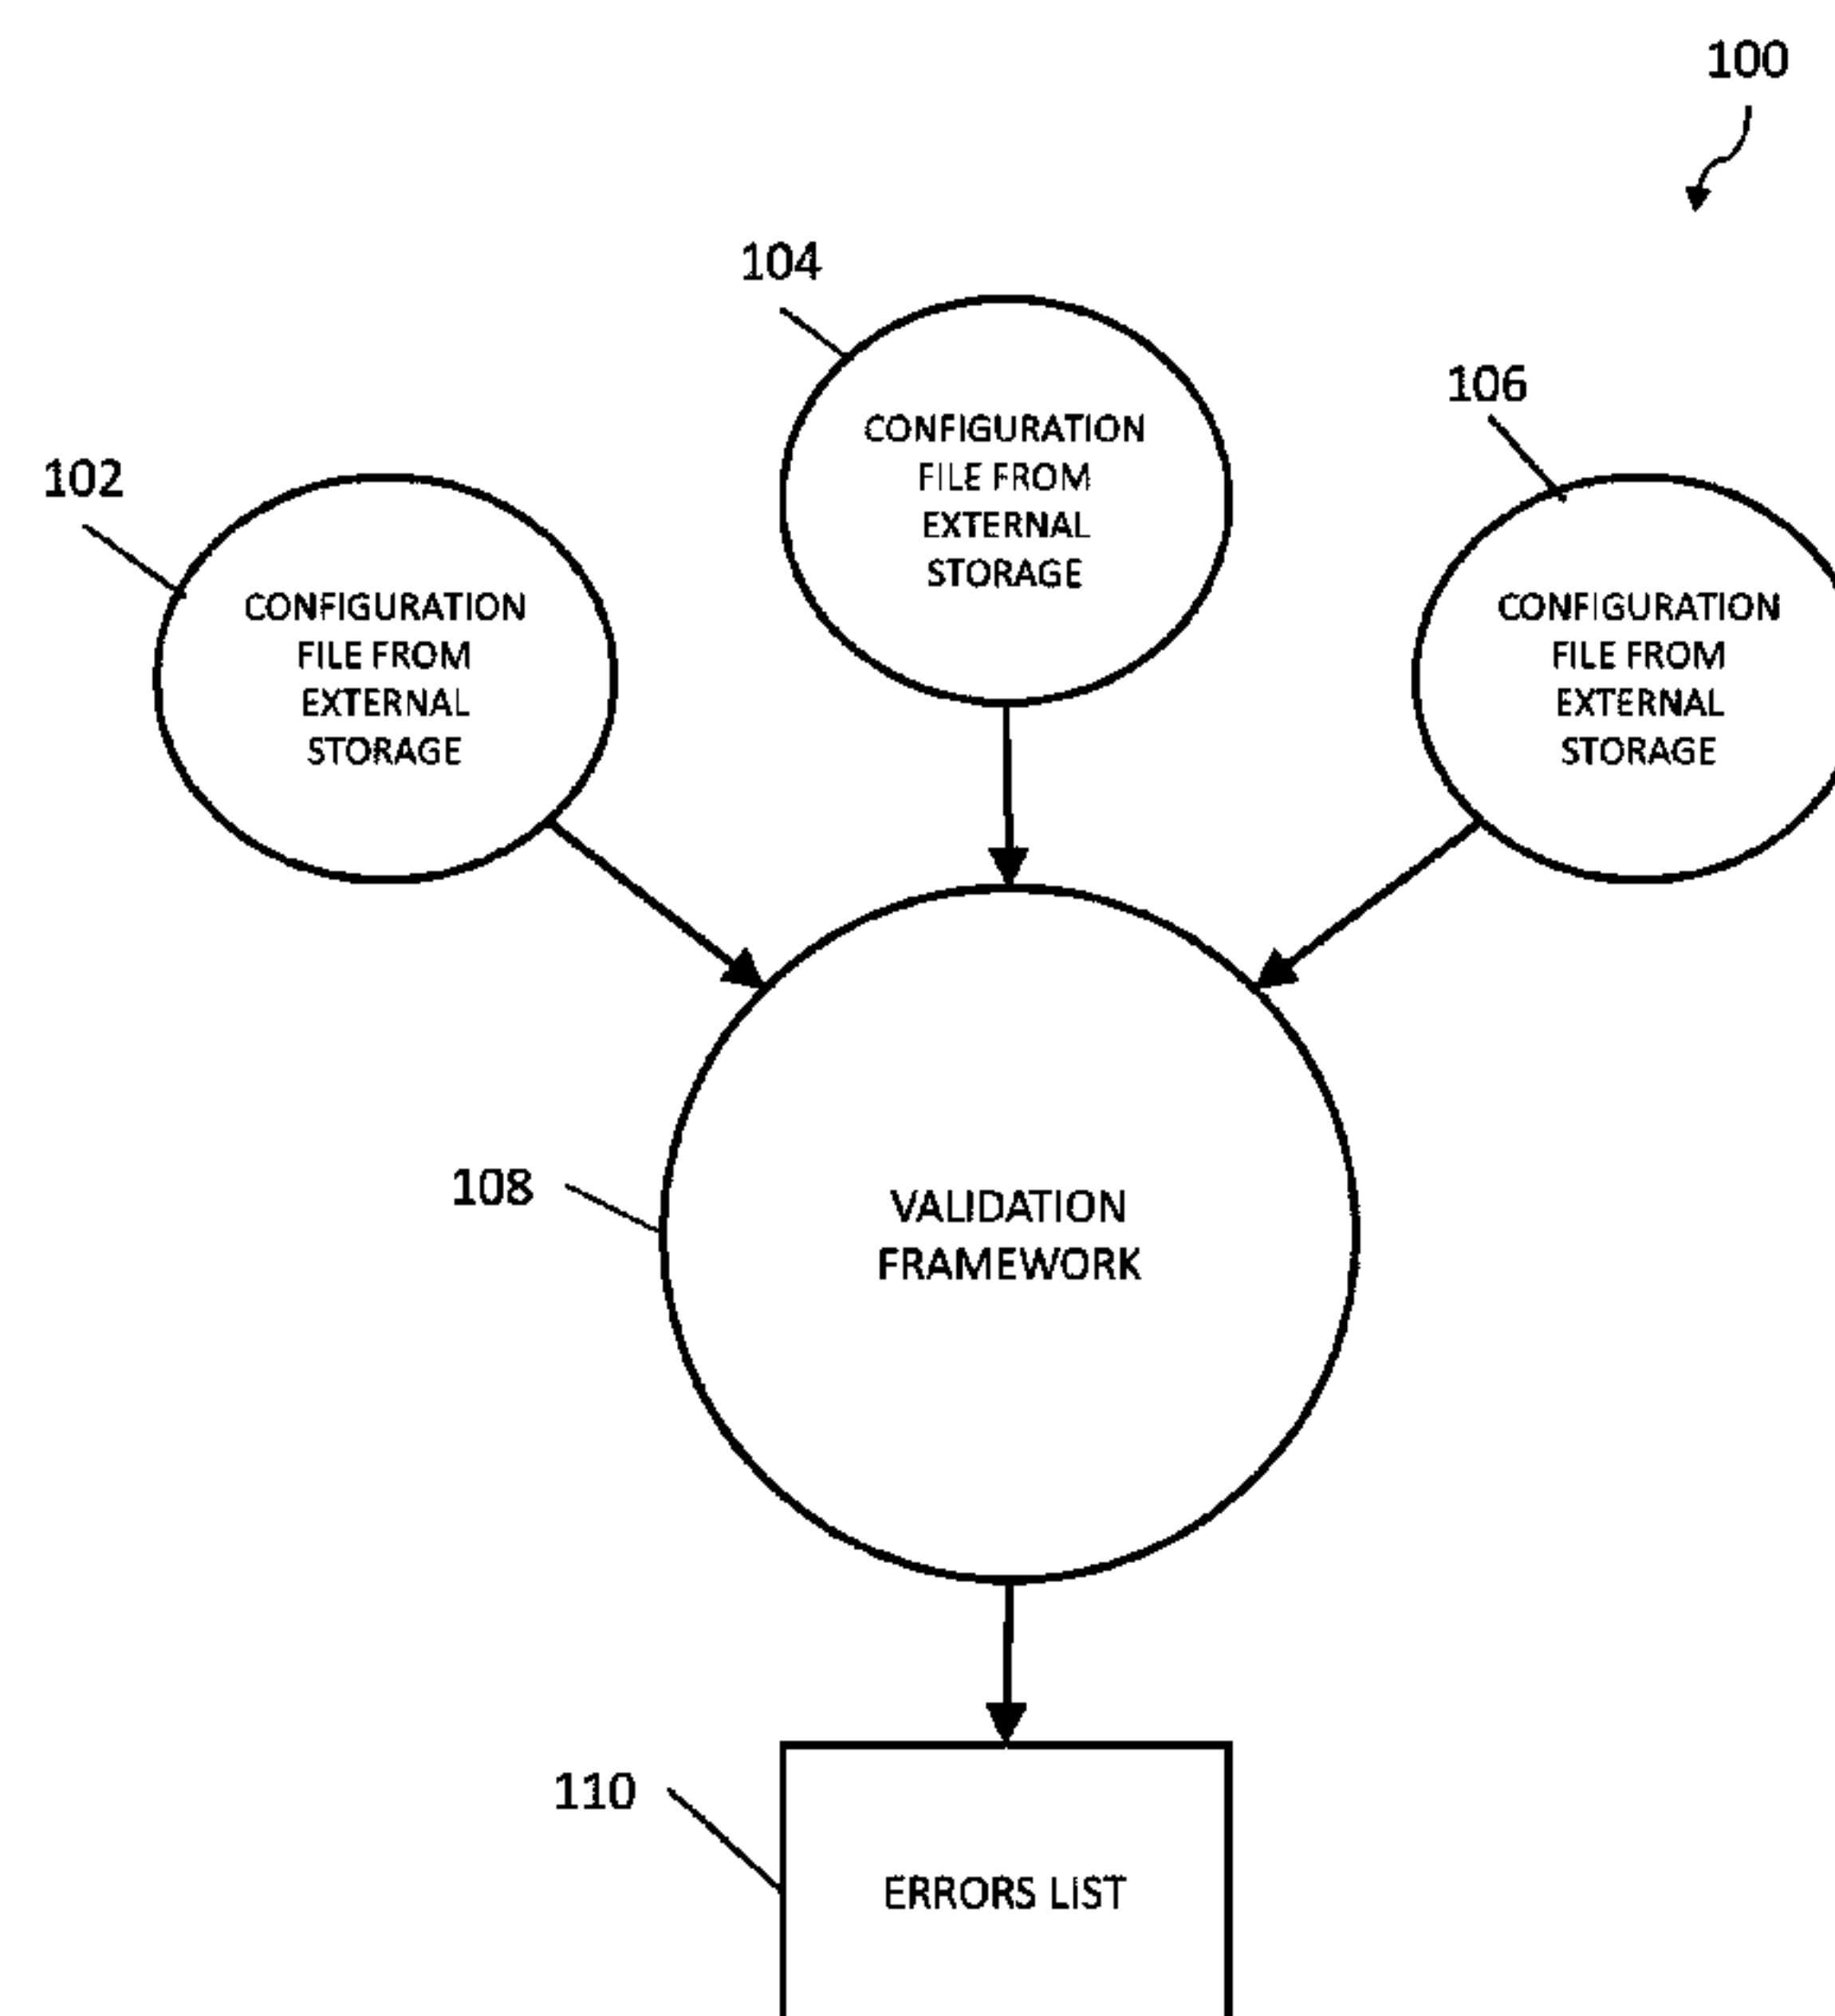 100
104
CONFIGURATION
FILE FROM
EXTERNAL
STORAGE
106
102
CONFIGURATION
FILE FROM
EXTERNAL
STORAGE
CONFIGURATION
FILE FROM
EXTERNAL
STORAGE
108
VALIDATION
FRAMEWORK
110
ERRORS LIST